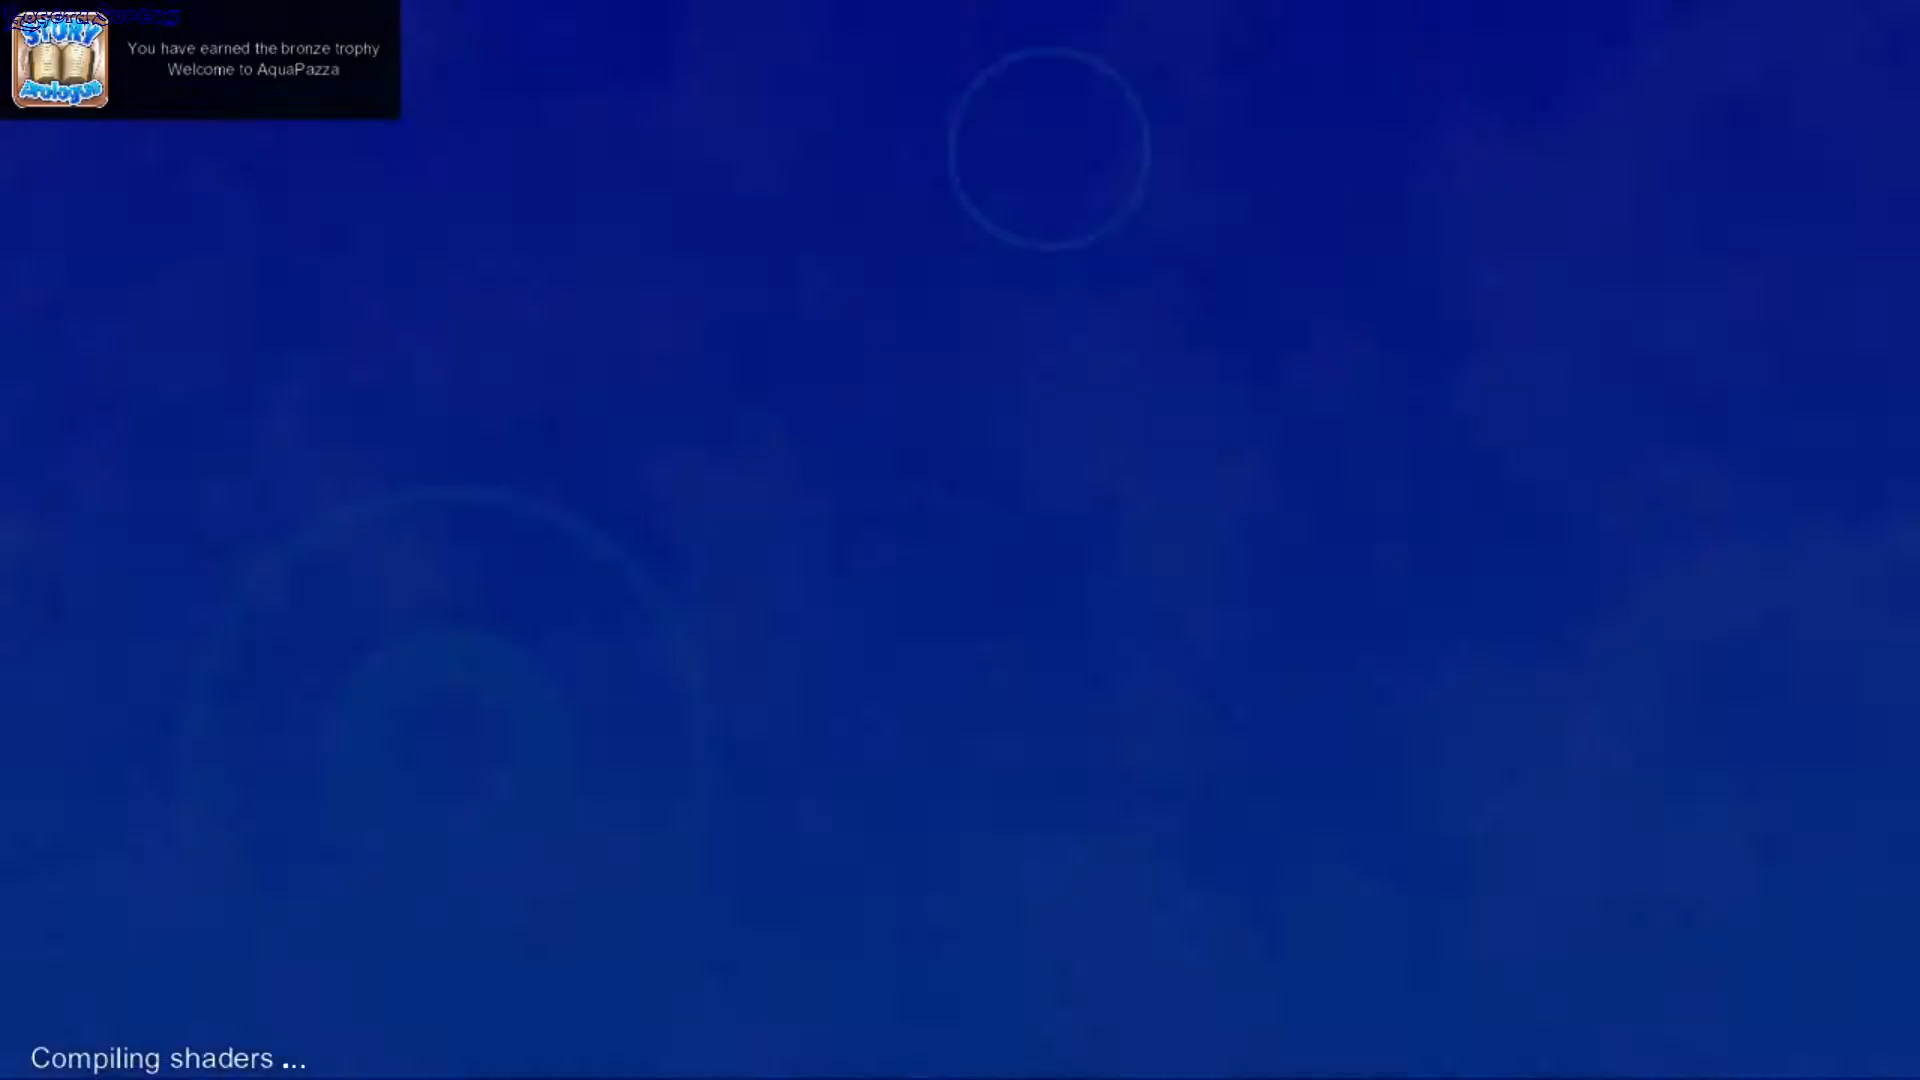 STORY
Prologue
You have earned the bronze trophy
Welcome to AquaPazza
Compiling shaders ...